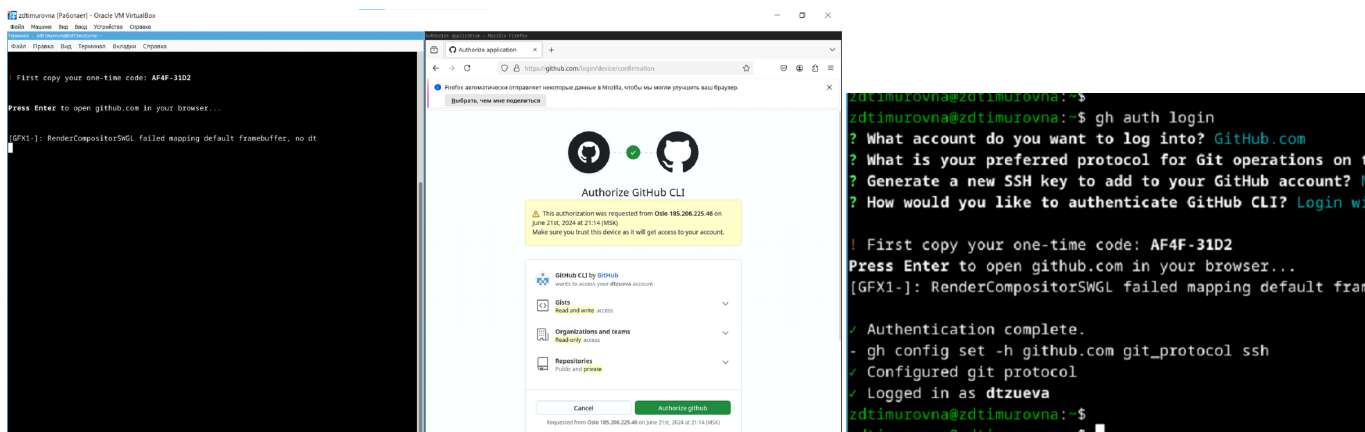 zdtimurovna [Работает] - Oracle VM VirtualBox
Файл Машина Вид Ввод Устройства Справка
Файл Правка Вид Терминал Вкладки Справка
! First copy your one-time code: AF4F-31D2
Press Enter to open github.com in your browser...
[GFX1-]: RenderCompositorSWGL failed mapping default framebuffer, no dt
Authorize application — Mozilla Firefox
Authorize application
https://github.com/login/device/confirmation
Firefox автоматически отправляет некоторые данные в Mozilla, чтобы мы могли улучшить ваш браузер.
Выбрать, чем мне поделиться
Authorize GitHub CLI
This authorization was requested from Oslo 185.206.225.46 on
June 21st, 2024 at 21:14 (MSK)
Make sure you trust this device as it will get access to your account.
GitHub CLI by GitHub
wants to access your dtzueva account
Gists
Read and write access
Organizations and teams
Read-only access
Repositories
Public and private
Cancel
Authorize github
Requested from Oslo 185.206.225.46 on June 21st, 2024 at 21:14 (MSK)
zdtimurovna@zdtimurovna:~$
zdtimurovna@zdtimurovna:~$ gh auth login
? What account do you want to log into? GitHub.com
? What is your preferred protocol for Git operations on
? Generate a new SSH key to add to your GitHub account?
? How would you like to authenticate GitHub CLI? Login
! First copy your one-time code: AF4F-31D2
Press Enter to open github.com in your browser...
[GFX1-]: RenderCompositorSWGL failed mapping default
✓ Authentication complete.
- gh config set -h github.com git_protocol ssh
✓ Configured git protocol
✓ Logged in as dtzueva
zdtimurovna@zdtimurovna:~$